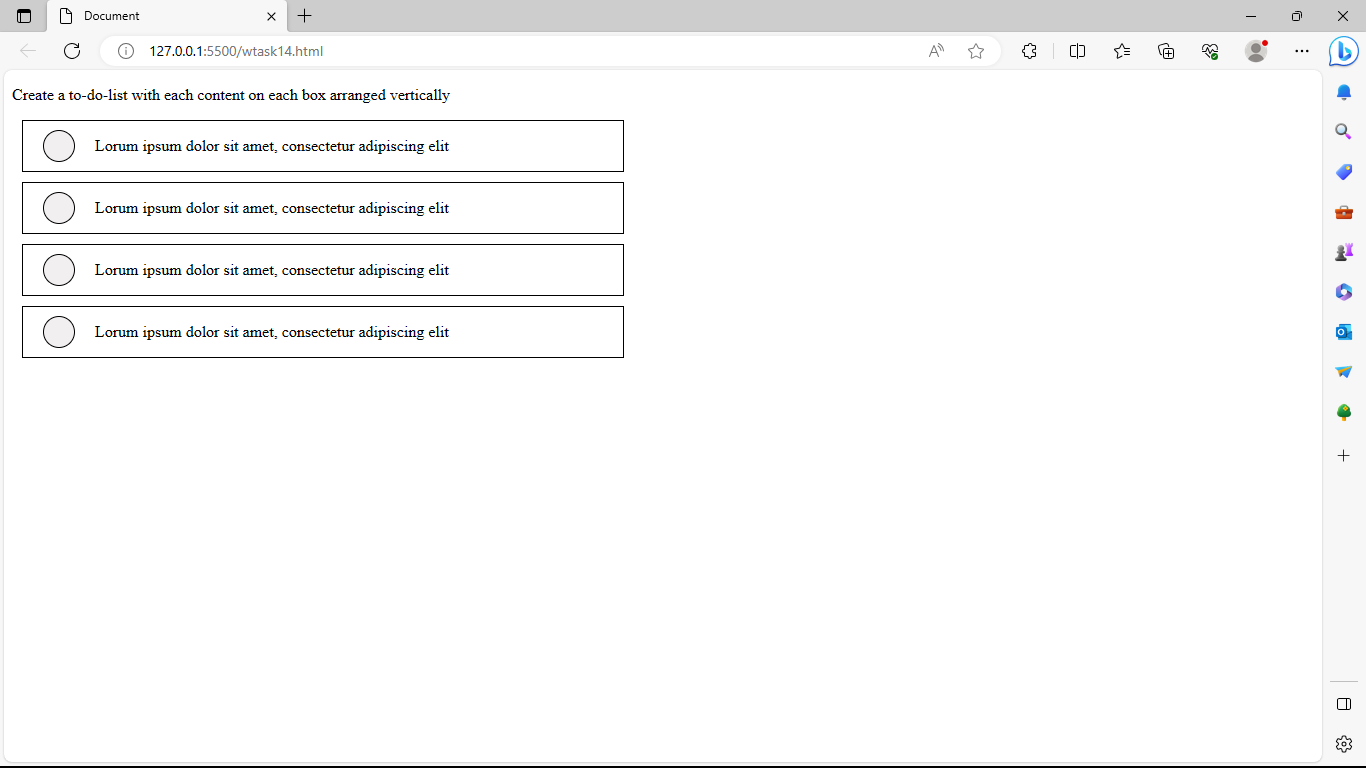 Document
127.0.0.1:5500/wtask14.html
Create a to-do-list with each content on each box arranged vertically
Lorum ipsum dolor sit amet, consectetur adipiscing elit
Lorum ipsum dolor sit amet, consectetur adipiscing elit
Lorum ipsum dolor sit amet, consectetur adipiscing elit
Lorum ipsum dolor sit amet, consectetur adipiscing elit